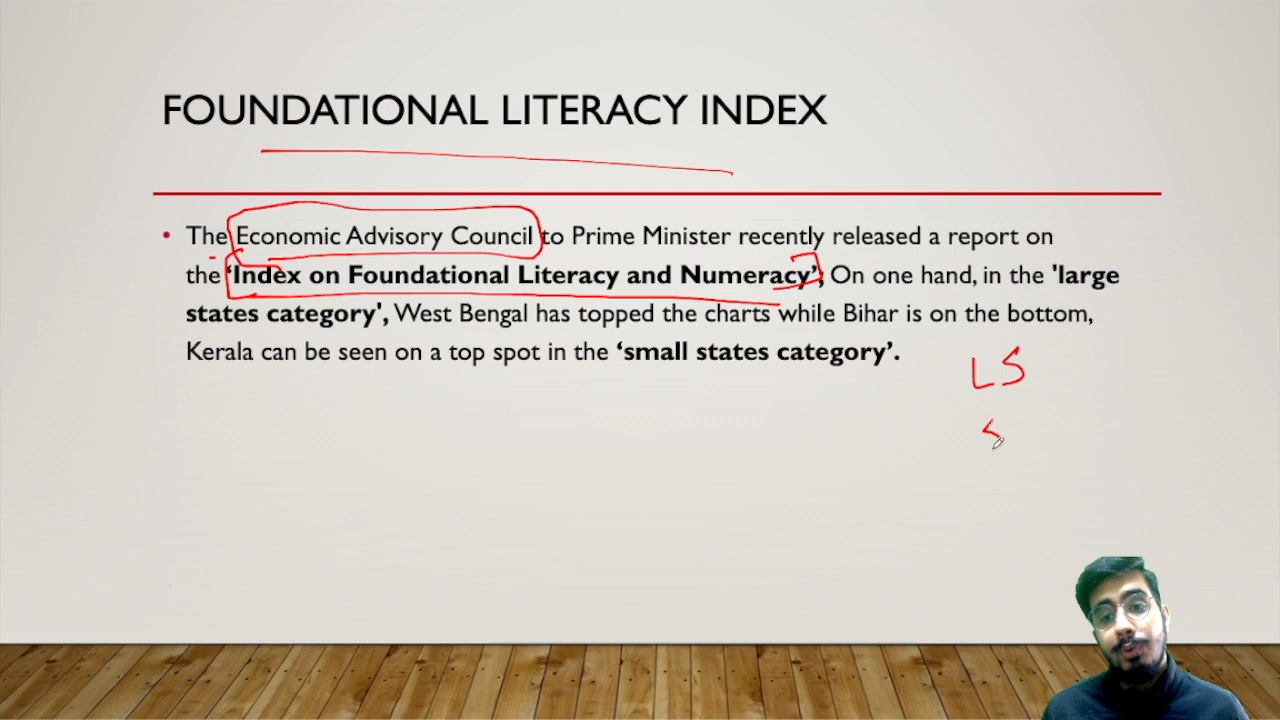 FOUNDATIONAL LITERACY INDEX
• The Economic Advisory Council to Prime Minister recently released a report on
the ‘Index on Foundational Literacy and Numeracy’, On one hand, in the 'large
states category', West Bengal has topped the charts while Bihar is on the bottom,
Kerala can be seen on a top spot in the ‘small states category’.
LS